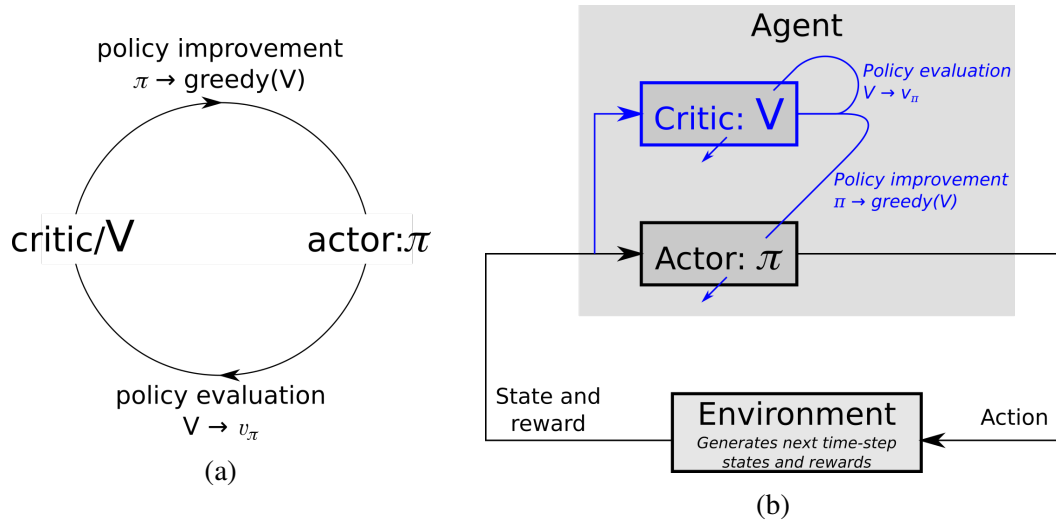 policy improvement
π → greedy(V)
critic/V
actor:π
policy evaluation
V → vπ
(a)
Agent
Critic: V
Policy evaluation
V → vπ
Policy improvement
π → greedy(V)
Actor: π
State and
reward
Environment
Generates next time-step
states and rewards
Action
(b)